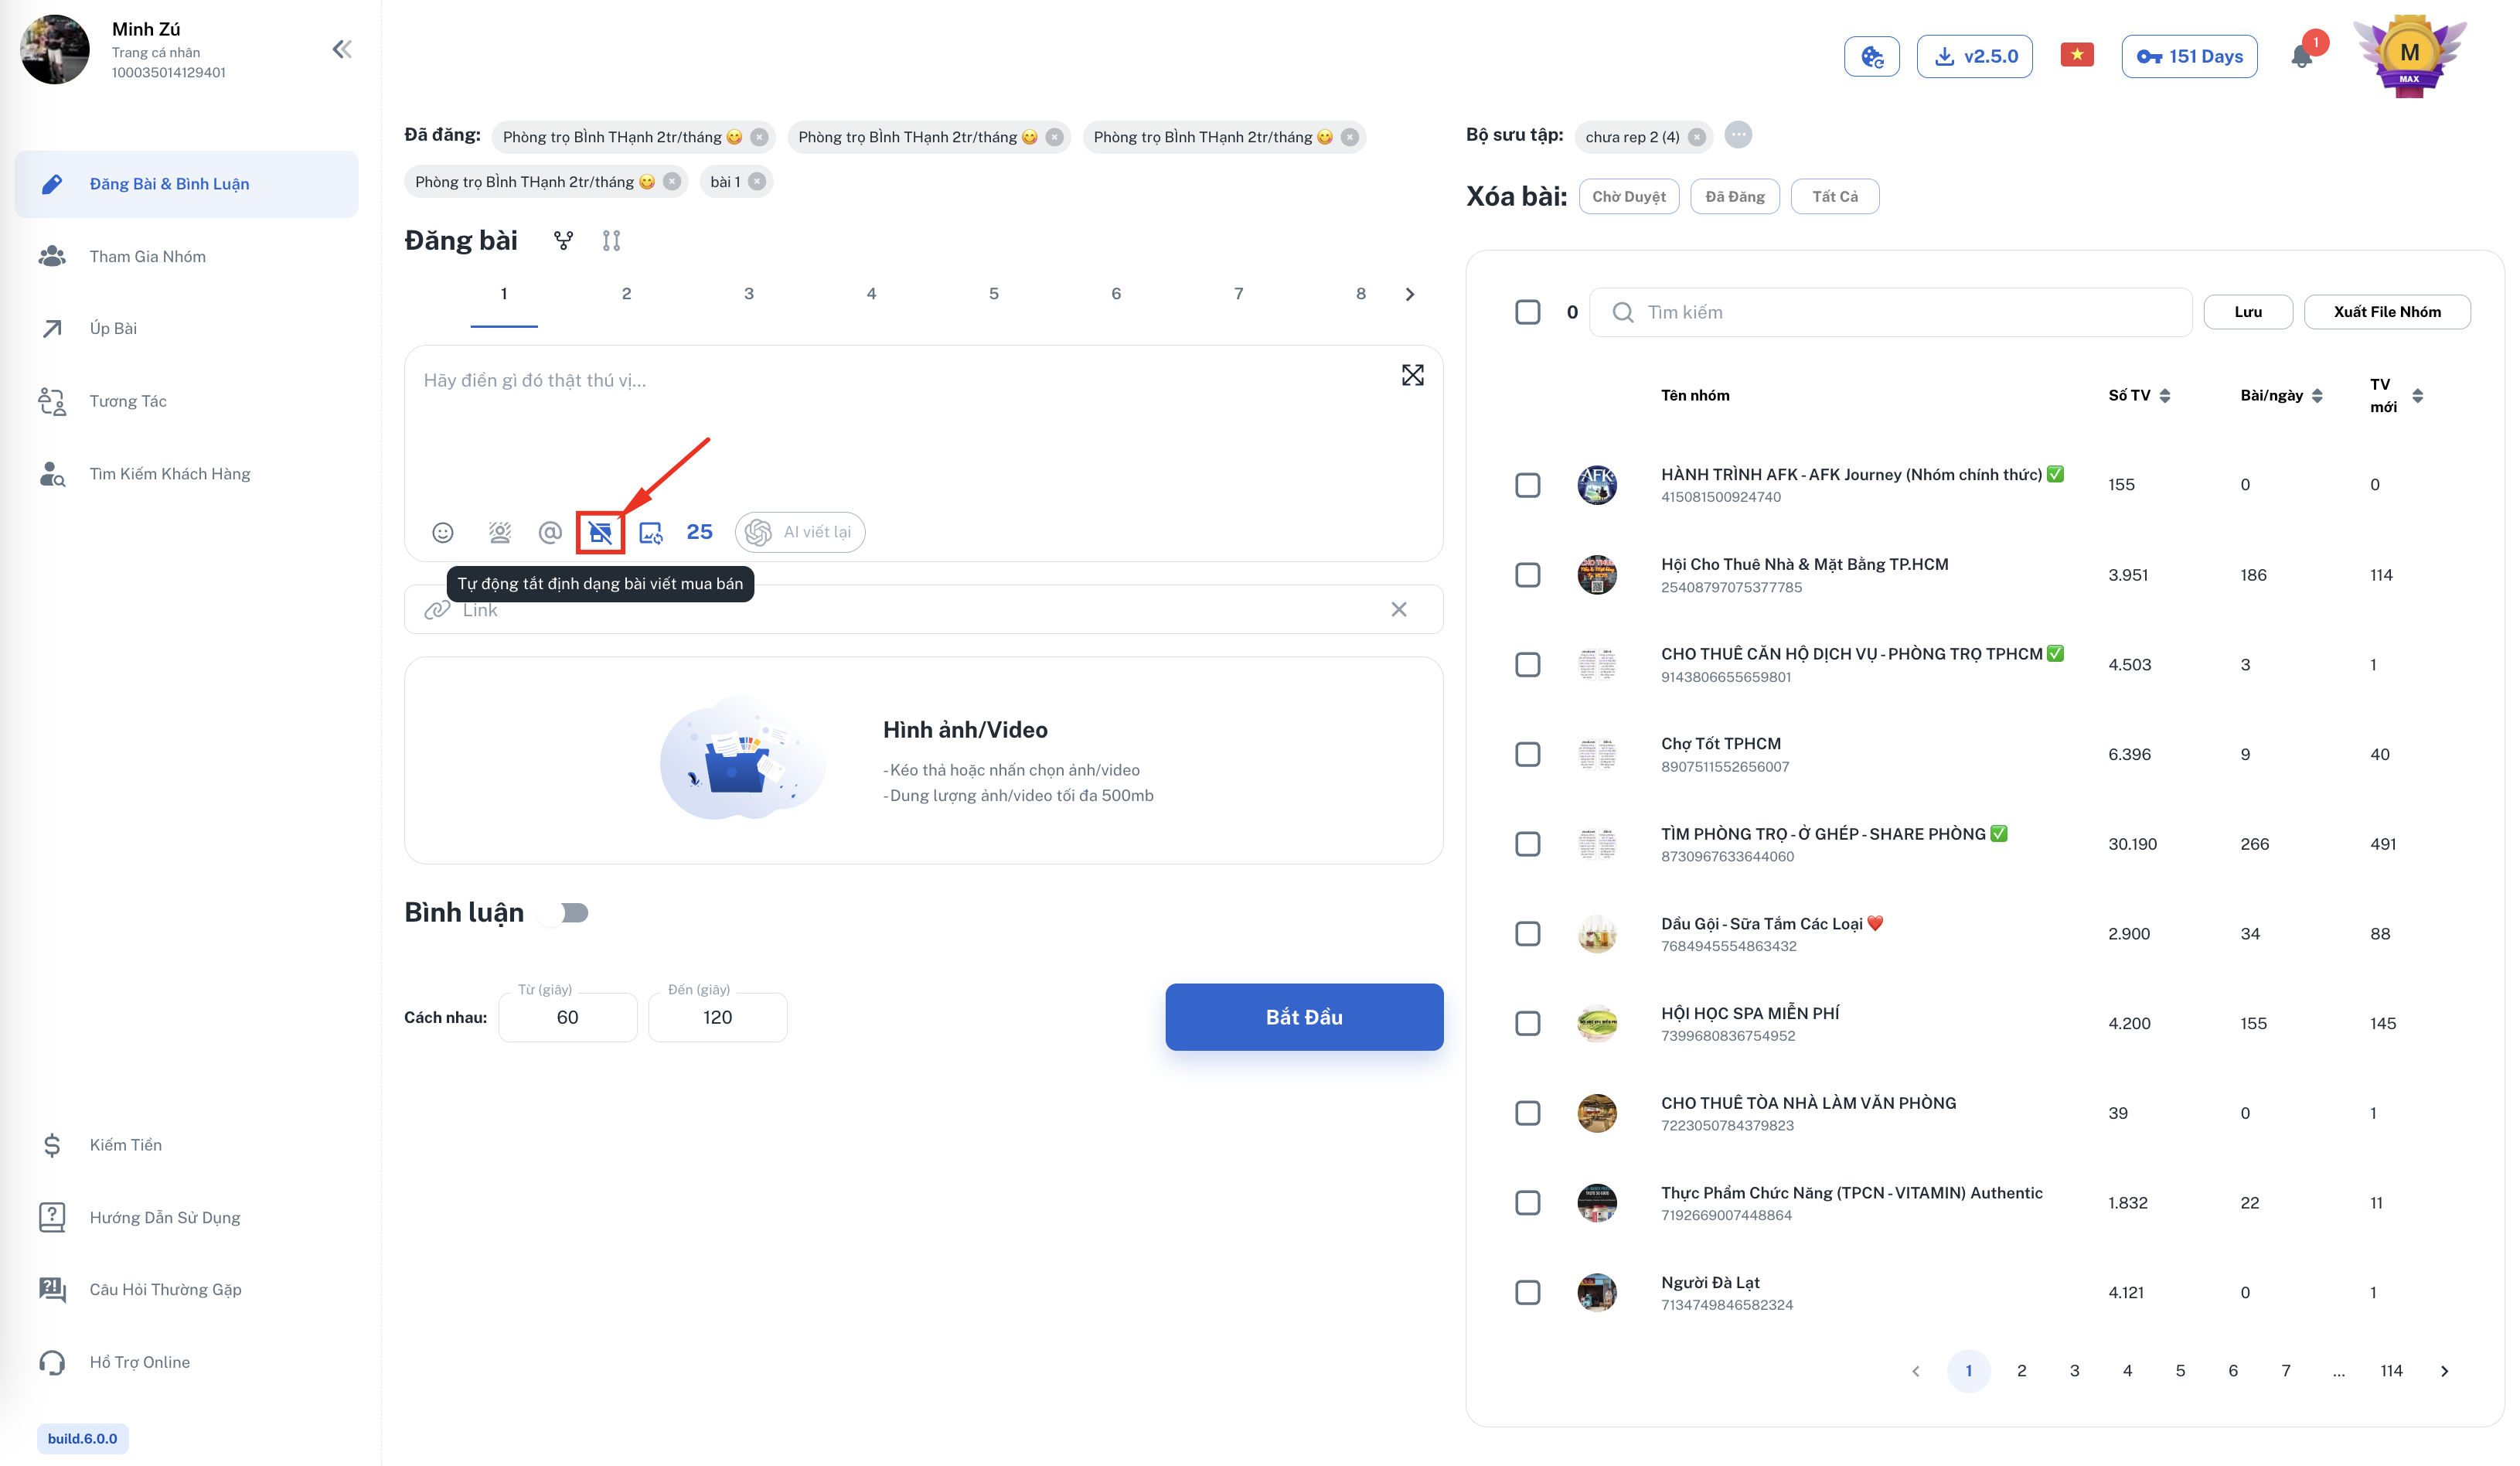 Minh Zú
Trang cá nhân
100035014129401
Đăng Bài & Bình Luận
Tham Gia Nhóm
Úp Bài
Tương Tác
Tìm Kiếm Khách Hàng
Kiếm Tiền
Hướng Dẫn Sử Dụng
Câu Hỏi Thường Gặp
Hỗ Trợ Online
build.6.0.0
v2.5.0
151 Days
1
M
MAX
Đã đăng: Phòng trọ BÌnh THạnh 2tr/tháng 😋 Phòng trọ BÌnh THạnh 2tr/tháng 😋 Phòng trọ BÌnh THạnh 2tr/tháng 😋
Phòng trọ BÌnh THạnh 2tr/tháng 😋 bài 1
Đăng bài
1 2 3 4 5 6 7 8
Hãy điền gì đó thật thú vị...
25 AI viết lại
Tự động tắt định dạng bài viết mua bán
Link
Hình ảnh/Video
- Kéo thả hoặc nhấn chọn ảnh/video
- Dung lượng ảnh/video tối đa 500mb
Bình luận
Cách nhau:
Từ (giây)
60
Đến (giây)
120
Bắt Đầu
Bộ sưu tập: chưa rep 2 (4)
Xóa bài: Chờ Duyệt Đã Đăng Tất Cả
0 Tìm kiếm Lưu Xuất File Nhóm
Tên nhóm Số TV Bài/ngày TV mới
HÀNH TRÌNH AFK - AFK Journey (Nhóm chính thức) ✅ 155 0 0
415081500924740
Hội Cho Thuê Nhà & Mặt Bằng TP.HCM 3.951 186 114
25408797075377785
CHO THUÊ CĂN HỘ DỊCH VỤ - PHÒNG TRỌ TPHCM ✅ 4.503 3 1
9143806655659801
Chợ Tốt TPHCM 6.396 9 40
8907511552656007
TÌM PHÒNG TRỌ - Ở GHÉP - SHARE PHÒNG ✅ 30.190 266 491
8730967633644060
Dầu Gội - Sữa Tắm Các Loại ❤️ 2.900 34 88
7684945554863432
HỘI HỌC SPA MIỄN PHÍ 4.200 155 145
7399680836754952
CHO THUÊ TÒA NHÀ LÀM VĂN PHÒNG 39 0 1
7223050784379823
Thực Phẩm Chức Năng (TPCN - VITAMIN) Authentic 1.832 22 11
7192669007448864
Người Đà Lạt 4.121 0 1
7134749846582324
1 2 3 4 5 6 7 ... 114